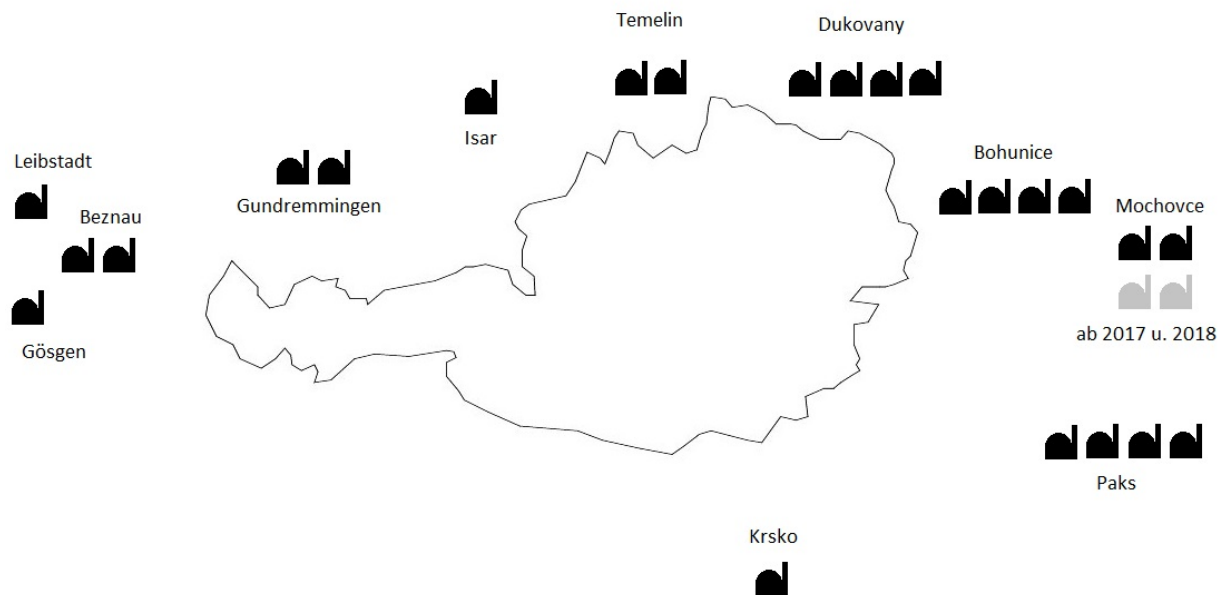 Temelin
Dukovany
Isar
Bohunice
Leibstadt
Gundremmingen
Beznau
Mochovce
ab 2017 u. 2018
Gösgen
Paks
Krsko